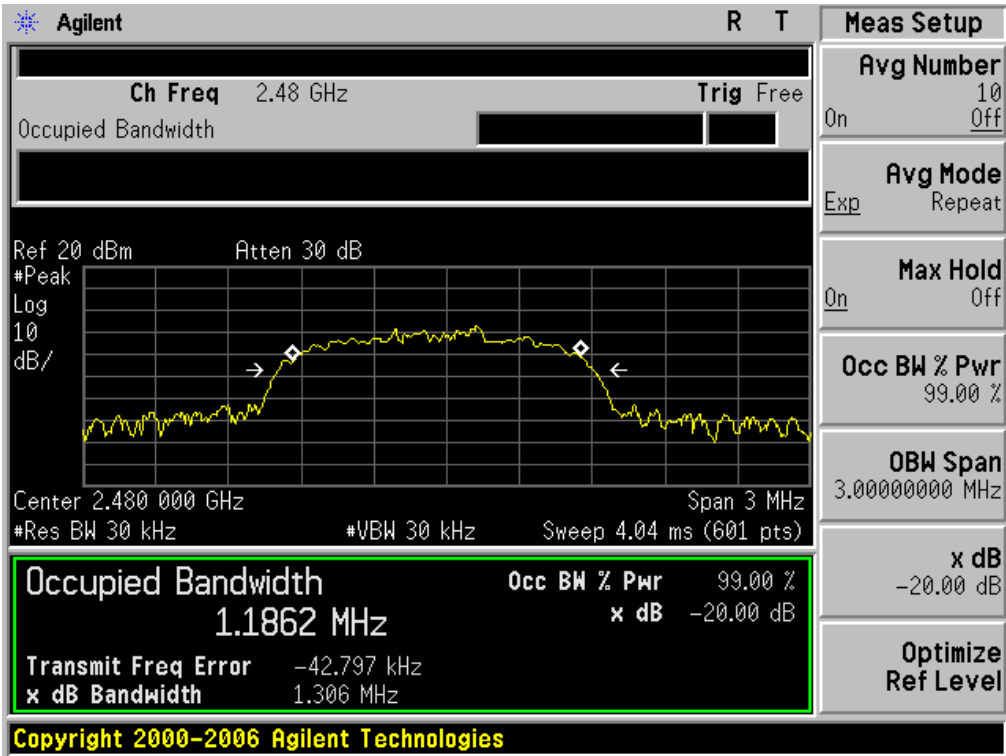 Agilent R T
Ch Freq 2.48 GHz Trig Free
Occupied Bandwidth
Ref 20 dBm Atten 30 dB
#Peak
Log
10
dB/
Center 2.480 000 GHz Span 3 MHz
#Res BW 30 kHz #VBW 30 kHz Sweep 4.04 ms (601 pts)
Occupied Bandwidth Occ BW % Pwr 99.00 %
1.1862 MHz x dB -20.00 dB
Transmit Freq Error -42.797 kHz
x dB Bandwidth 1.306 MHz
Copyright 2000-2006 Agilent Technologies
Meas Setup
Avg Number
10
On Off
Avg Mode
Exp Repeat
Max Hold
On Off
Occ BW % Pwr
99.00 %
OBW Span
3.00000000 MHz
x dB
-20.00 dB
Optimize
Ref Level